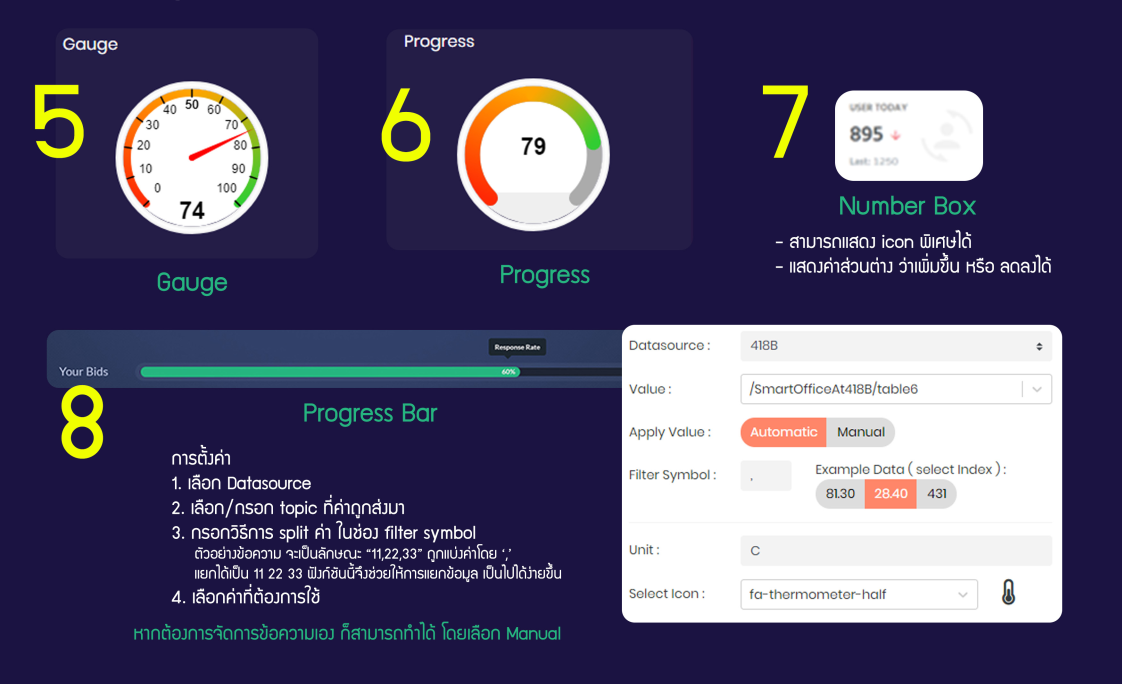 Gauge
5
0
10
20
30
40
50
60
70
80
90
100
74
Gauge
Progress
6
79
Progress
7
USER TODAY
895
Last: 1250
Number Box
- สามารถแสดง icon พิเศษได้
- แสดงค่าส่วนต่าง ว่าเพิ่มขึ้น หรือ ลดลงได้
Response Rate
Your Bids
60%
8
Progress Bar
การตั้งค่า
1. เลือก Datasource
2. เลือก/กรอก topic ที่ค่าถูกส่งมา
3. กรอกวิธีการ split ค่า ในช่อง filter symbol
ตัวอย่างข้อความ จะเป็นลักษณะ “11,22,33” ถูกแบ่งค่าโดย ‘,’
แยกได้เป็น 11 22 33 ฟังก์ชันนี้จึงช่วยให้การแยกข้อมูล เป็นไปได้ง่ายขึ้น
4. เลือกค่าที่ต้องการใช้
หากต้องการจัดการข้อความเอง ก็สามารถทำได้ โดยเลือก Manual
Datasource : 418B
Value : /SmartOfficeAt418B/table6
Apply Value : Automatic Manual
Filter Symbol : , Example Data ( select Index ) :
81.30 28.40 431
Unit : C
Select Icon : fa-thermometer-half